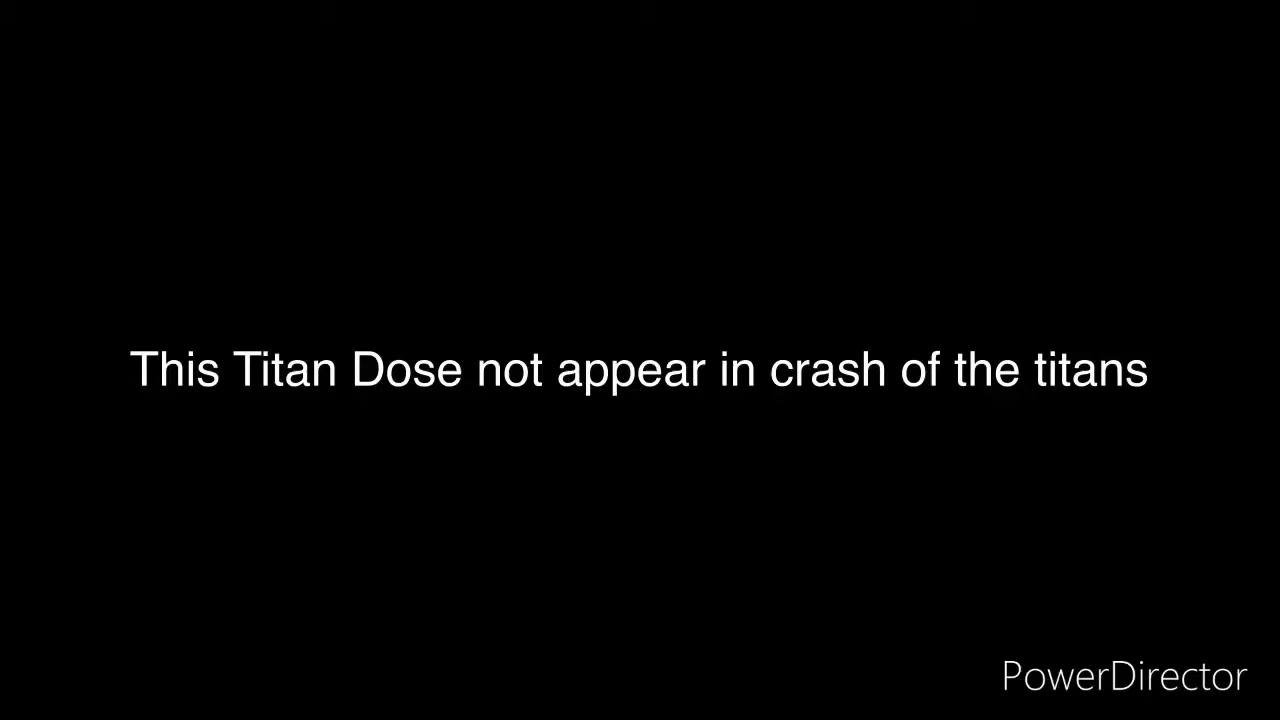 This Titan Dose not appear in crash of the titans
PowerDirector